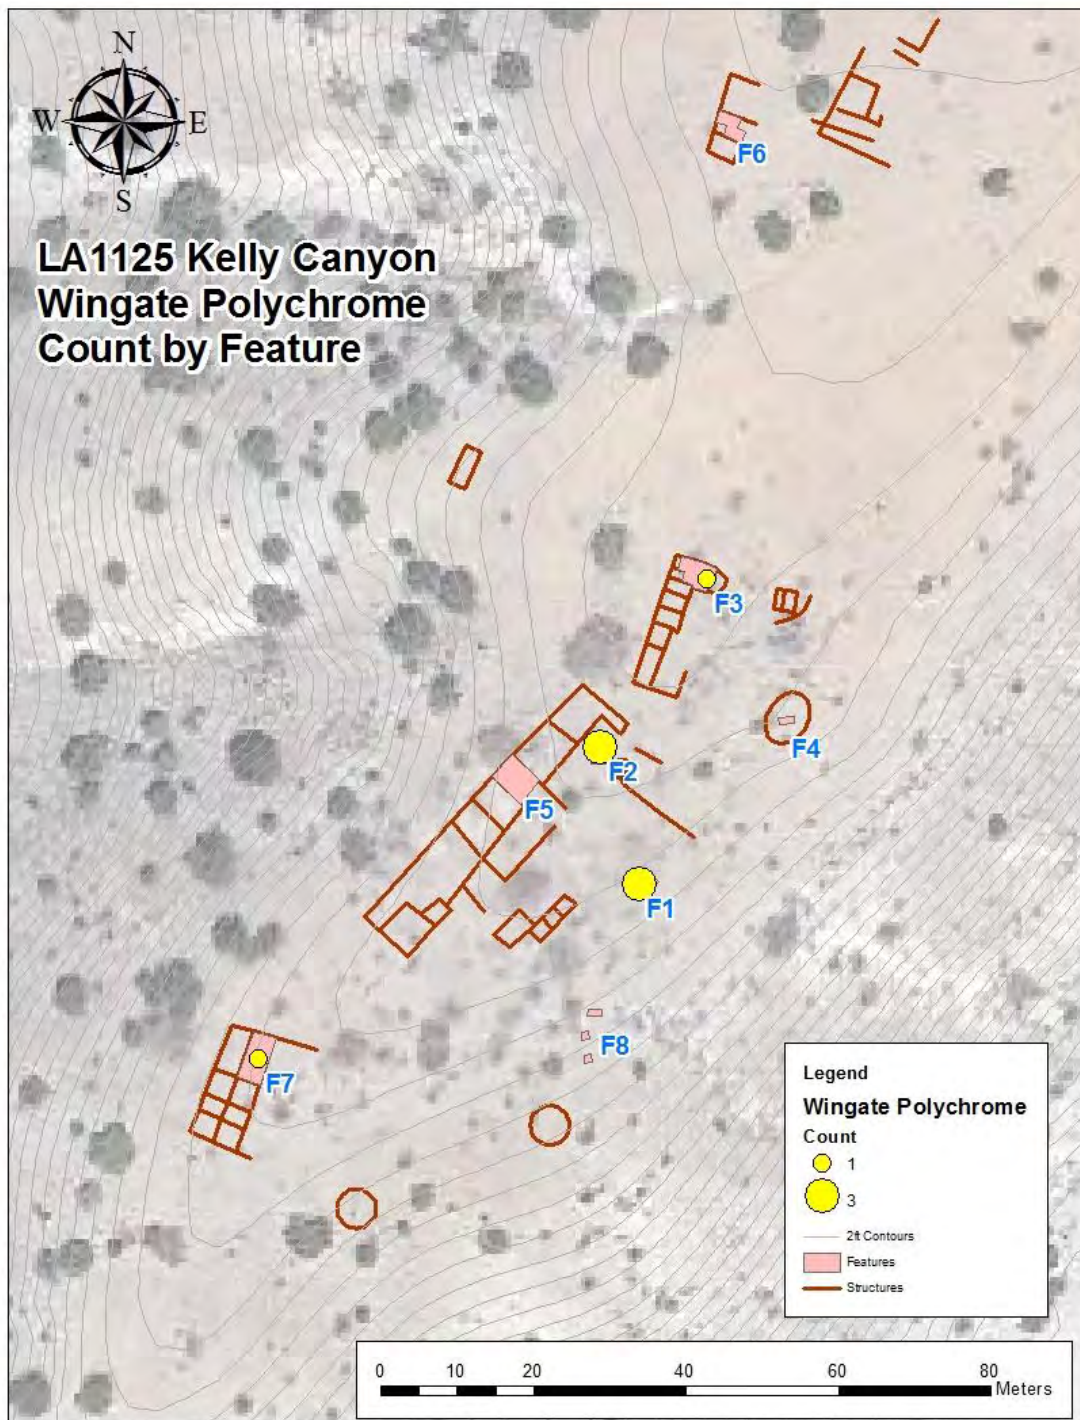 N
W E
S
LA1125 Kelly Canyon
Wingate Polychrome
Count by Feature
F6
F3
F4
F2
F5
F1
F8
F7
Legend
Wingate Polychrome
Count
1
3
2ft Contours
Features
Structures
0 10 20 40 60 80
Meters